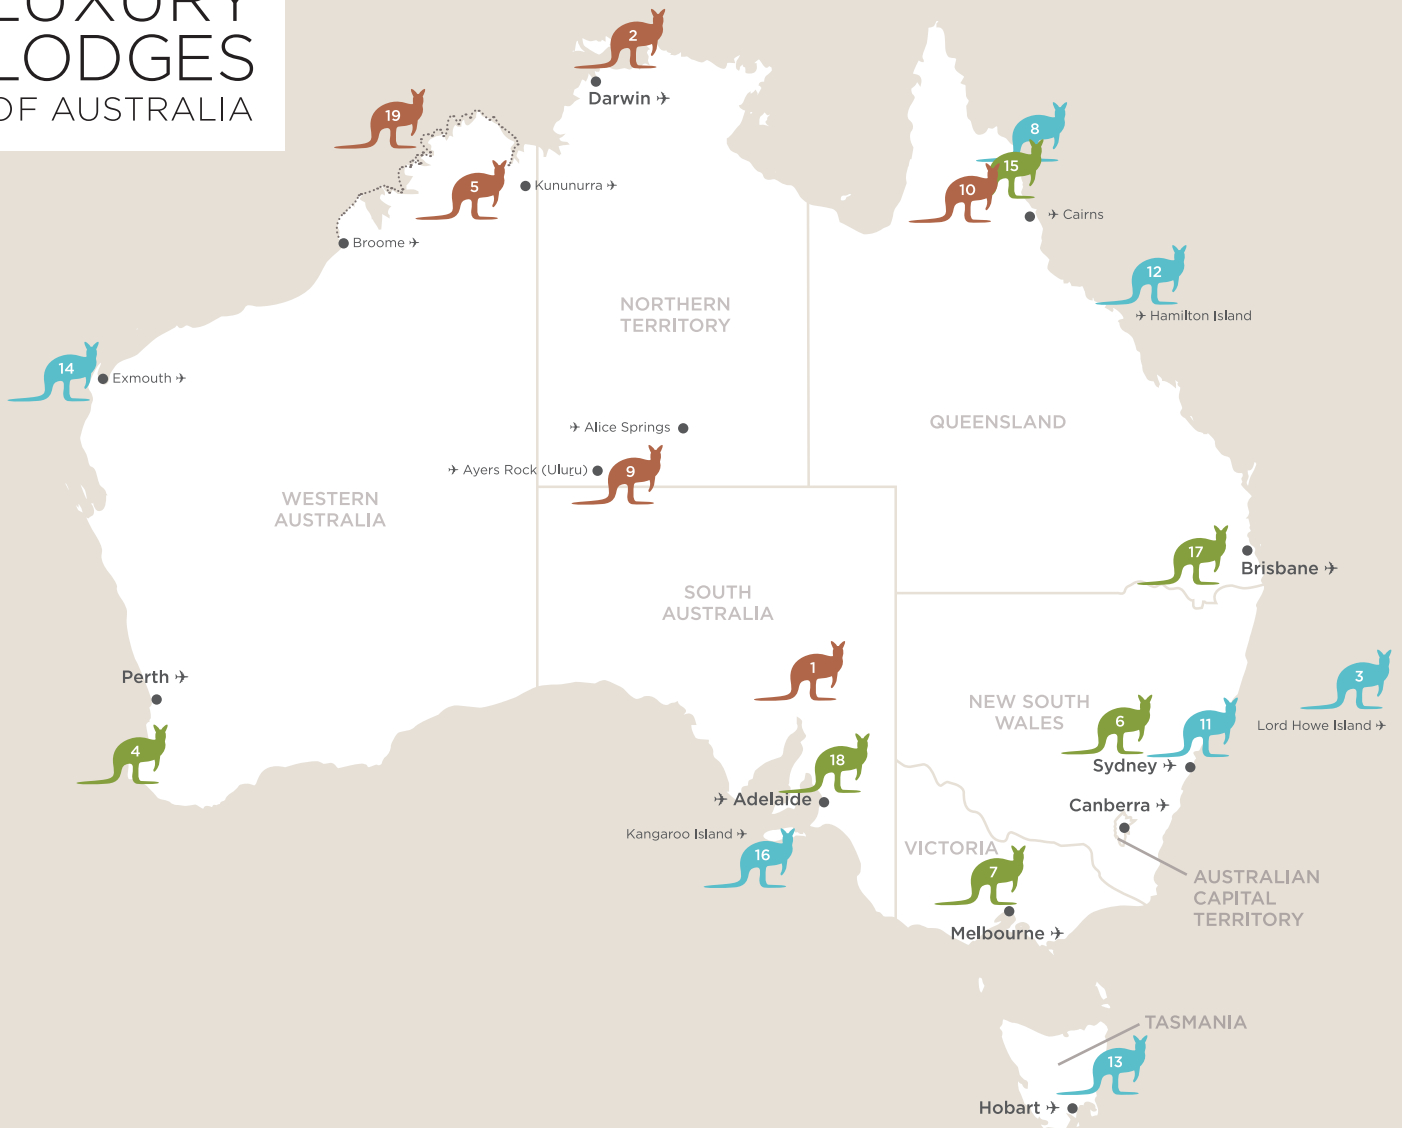 LUXURY
LODGES
OF AUSTRALIA
2
Darwin
19
8
15
5
Kununurra
10
Cairns
Broome
12
Hamilton Island
NORTHERN
TERRITORY
14
Exmouth
QUEENSLAND
Alice Springs
Ayers Rock (Uluru)
9
WESTERN
AUSTRALIA
17
Brisbane
SOUTH
AUSTRALIA
1
Perth
3
Lord Howe Island
NEW SOUTH
WALES
6
11
4
18
Sydney
Adelaide
Canberra
Kangaroo Island
16
VICTORIA
7
AUSTRALIAN
CAPITAL
TERRITORY
Melbourne
TASMANIA
13
Hobart